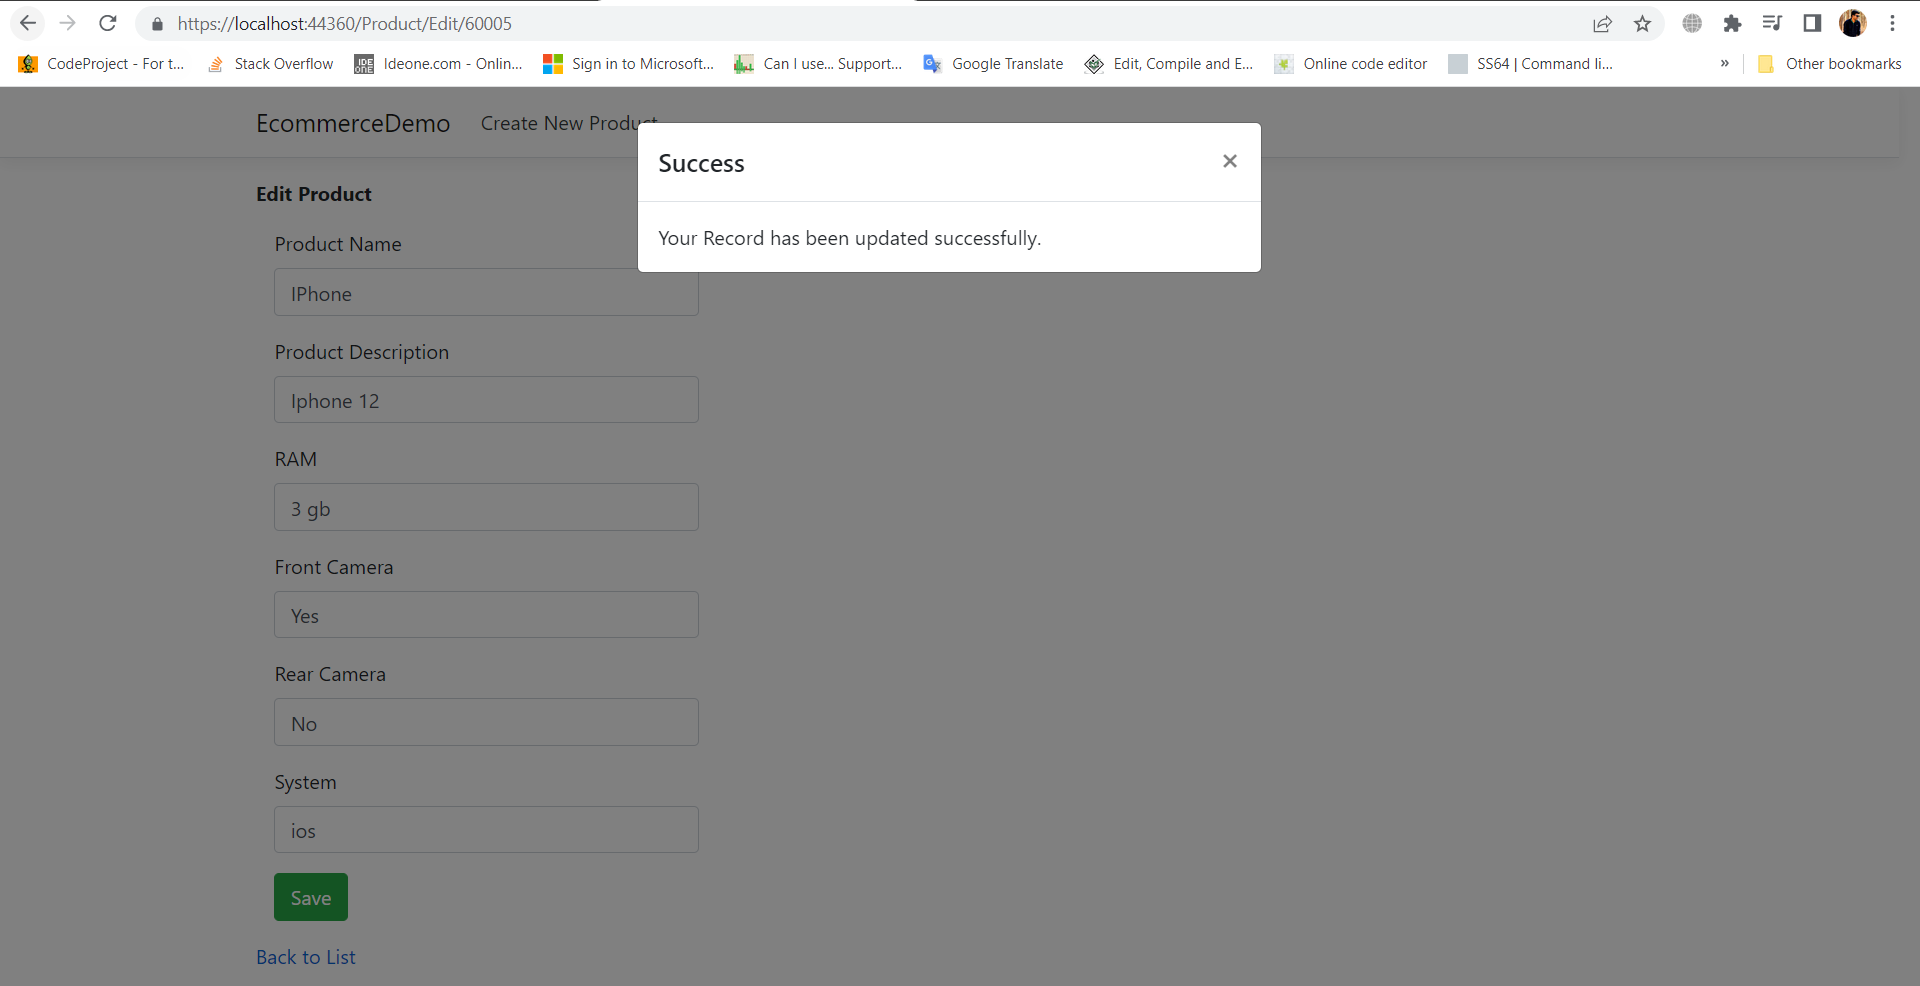 https://localhost:44360/Product/Edit/60005
CodeProject - For t... Stack Overflow IDE ONE Ideone.com - Onlin... Sign in to Microsoft... Can I use... Support... Google Translate Edit, Compile and E... Online code editor SS64 | Command li... » Other bookmarks
EcommerceDemo Create New Product
Success ×
Your Record has been updated successfully.
Edit Product
Product Name
IPhone
Product Description
Iphone 12
RAM
3 gb
Front Camera
Yes
Rear Camera
No
System
ios
Save
Back to List